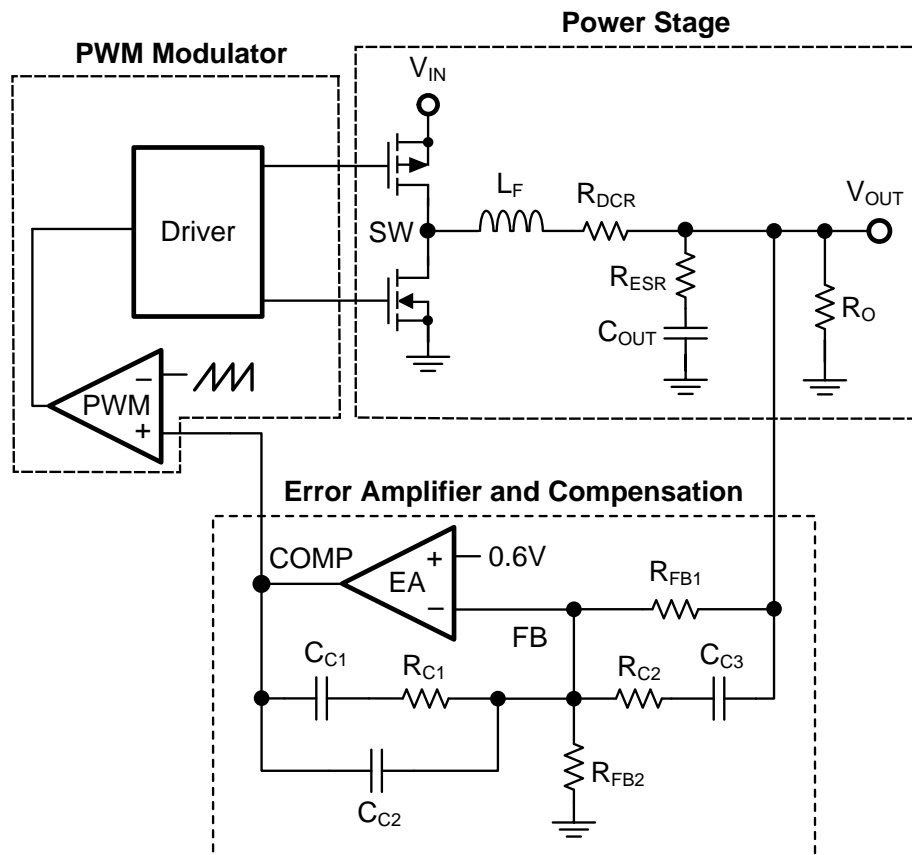 Power Stage
PWM Modulator
V_IN
L_F
R_DCR
V_OUT
Driver
SW
R_ESR
C_OUT
R_O
PWM
−
+
Error Amplifier and Compensation
COMP
EA
+
−
0.6V
R_FB1
FB
C_C1
R_C1
R_C2
C_C3
C_C2
R_FB2